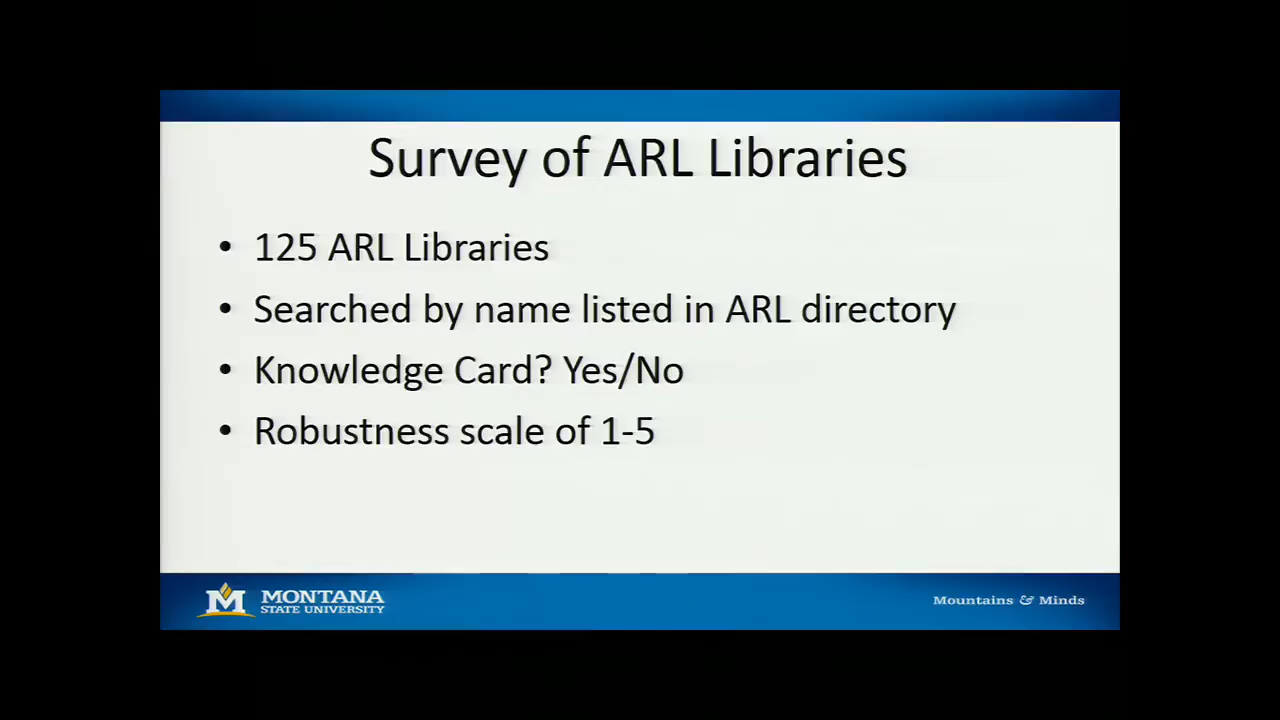 Survey of ARL Libraries
• 125 ARL Libraries
• Searched by name listed in ARL directory
• Knowledge Card? Yes/No
• Robustness scale of 1-5
M MONTANA
STATE UNIVERSITY
Mountains & Minds